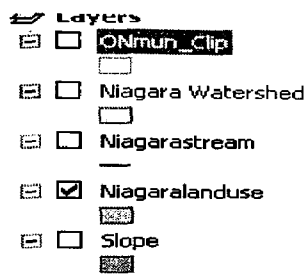 Layers
ONmun_Clip
Niagara Watershed
Niagarastream
Niagaralanduse
Slope